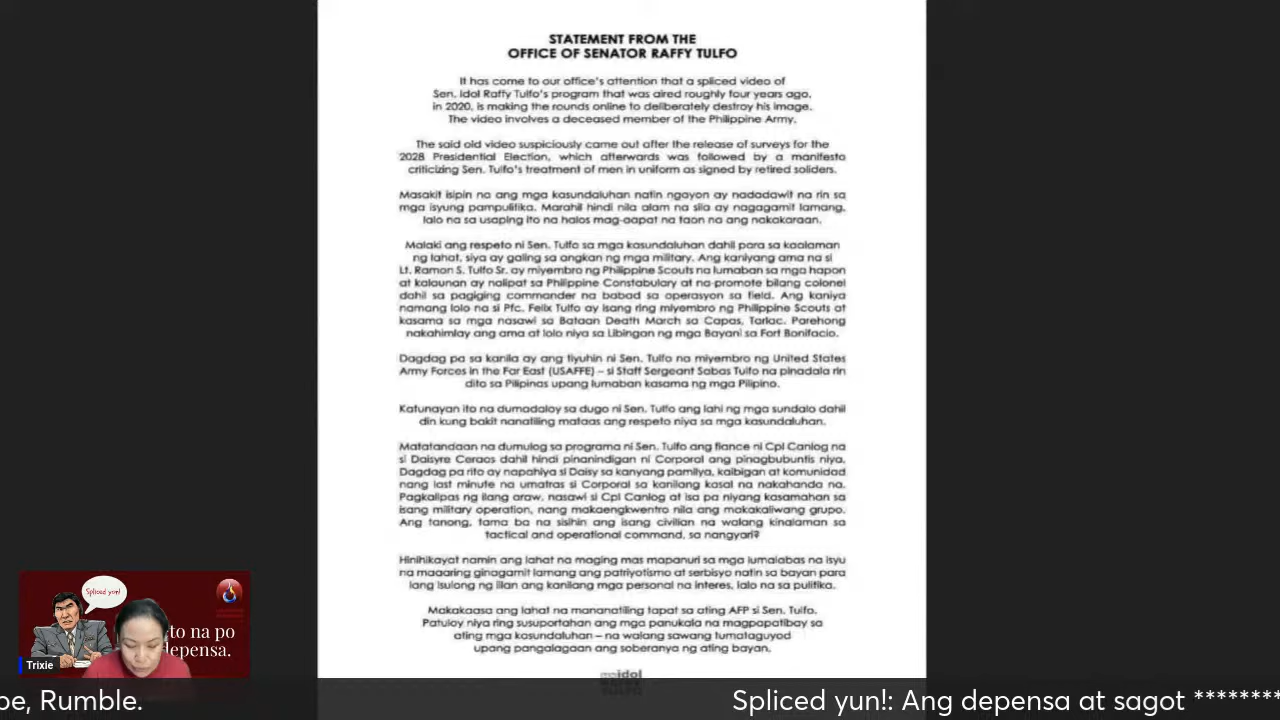 STATEMENT FROM THE
OFFICE OF SENATOR RAFFY TULFO
It has come to our office's attention that a spliced video of
Sen. Idol Raffy Tulfo's program that was aired roughly four years ago,
in 2020, is making the rounds online to deliberately destroy his image.
The video involves a deceased member of the Philippine Army.
The said old video suspiciously came out after the release of surveys for the
2028 Presidential Election, which afterwards was followed by a manifesto
criticizing Sen. Tulfo's treatment of men in uniform as signed by retired soliders.
Masakit isipin na ang mga kasundaluhan natin ngayon ay nadadawit na rin sa
mga isyung pampulitika. Marahil hindi nila alam na sila ay nagagamit lamang,
lalo na sa usaping ito na halos mag-aapat na taon na ang nakakaraan.
Malaki ang respeto ni Sen. Tulfo sa mga kasundaluhan dahil para sa kaalaman
ng lahat, siya ay galing sa angkan ng mga military. Ang kaniyang ama na si
Lt. Ramon S. Tulfo Sr. ay miyembro ng Philippine Scouts na lumaban sa mga hapon
at kalaunan ay nalipat sa Philippine Constabulary at na-promote bilang colonel
dahil sa pagiging commander na babad sa operasyon sa field. Ang kaniya
namang lolo na si Pfc. Felix Tulfo ay isang ring miyembro ng Philippine Scouts at
kasama sa mga nasawi sa Bataan Death March sa Capas, Tarlac. Parehong
nakahimlay ang ama at lolo niya sa Libingan ng mga Bayani sa Fort Bonifacio.
Dagdag pa sa kanila ay ang tiyuhin ni Sen. Tulfo na miyembro ng United States
Army Forces in the Far East (USAFFE) – si Staff Sergeant Sabas Tulfo na pinadala rin
dito sa Pilipinas upang lumaban kasama ng mga Pilipino.
Katunayan ito na dumadaloy sa dugo ni Sen. Tulfo ang lahi ng mga sundalo dahil
din kung bakit nanatiling mataas ang respeto niya sa mga kasundaluhan.
Matatandaan na dumulog sa programa ni Sen. Tulfo ang fiance ni Cpl Canlog na
si Daisyre Ceraos dahil hindi pinanindigan ni Corporal ang pinagbubuntis niya.
Dagdag pa rito ay napahiya si Daisy sa kanyang pamilya, kaibigan at komunidad
nang last minute na umatras si Corporal sa kanilang kasal na nakahanda na.
Pagkalipas ng ilang araw, nasawi si Cpl Canlog at isa pa niyang kasamahan sa
isang military operation, nang makaengkwentro nila ang makakaliwang grupo.
Ang tanong, tama ba na sisihin ang isang civilian na walang kinalaman sa
tactical and operational command, sa nangyari?
Hinihikayat namin ang lahat na maging mas mapanuri sa mga lumalabas na isyu
na maaring ginagamit lamang ang patriyotismo at serbisyo natin sa bayan para
lang isulong ng ilan ang kanilang mga personal na interes, lalo na sa pulitika.
Makakaasa ang lahat na mananatiling tapat sa ating AFP si Sen. Tulfo.
Patuloy niya ring susuportahan ang mga panukala na magpapatibay sa
ating mga kasundaluhan – na walang sawang tumataguyod
upang pangalagaan ang soberanya ng ating bayan.
idol
Spliced yun!
to na po
depensa.
Trixie
be, Rumble.
Spliced yun!: Ang depensa at sagot ********